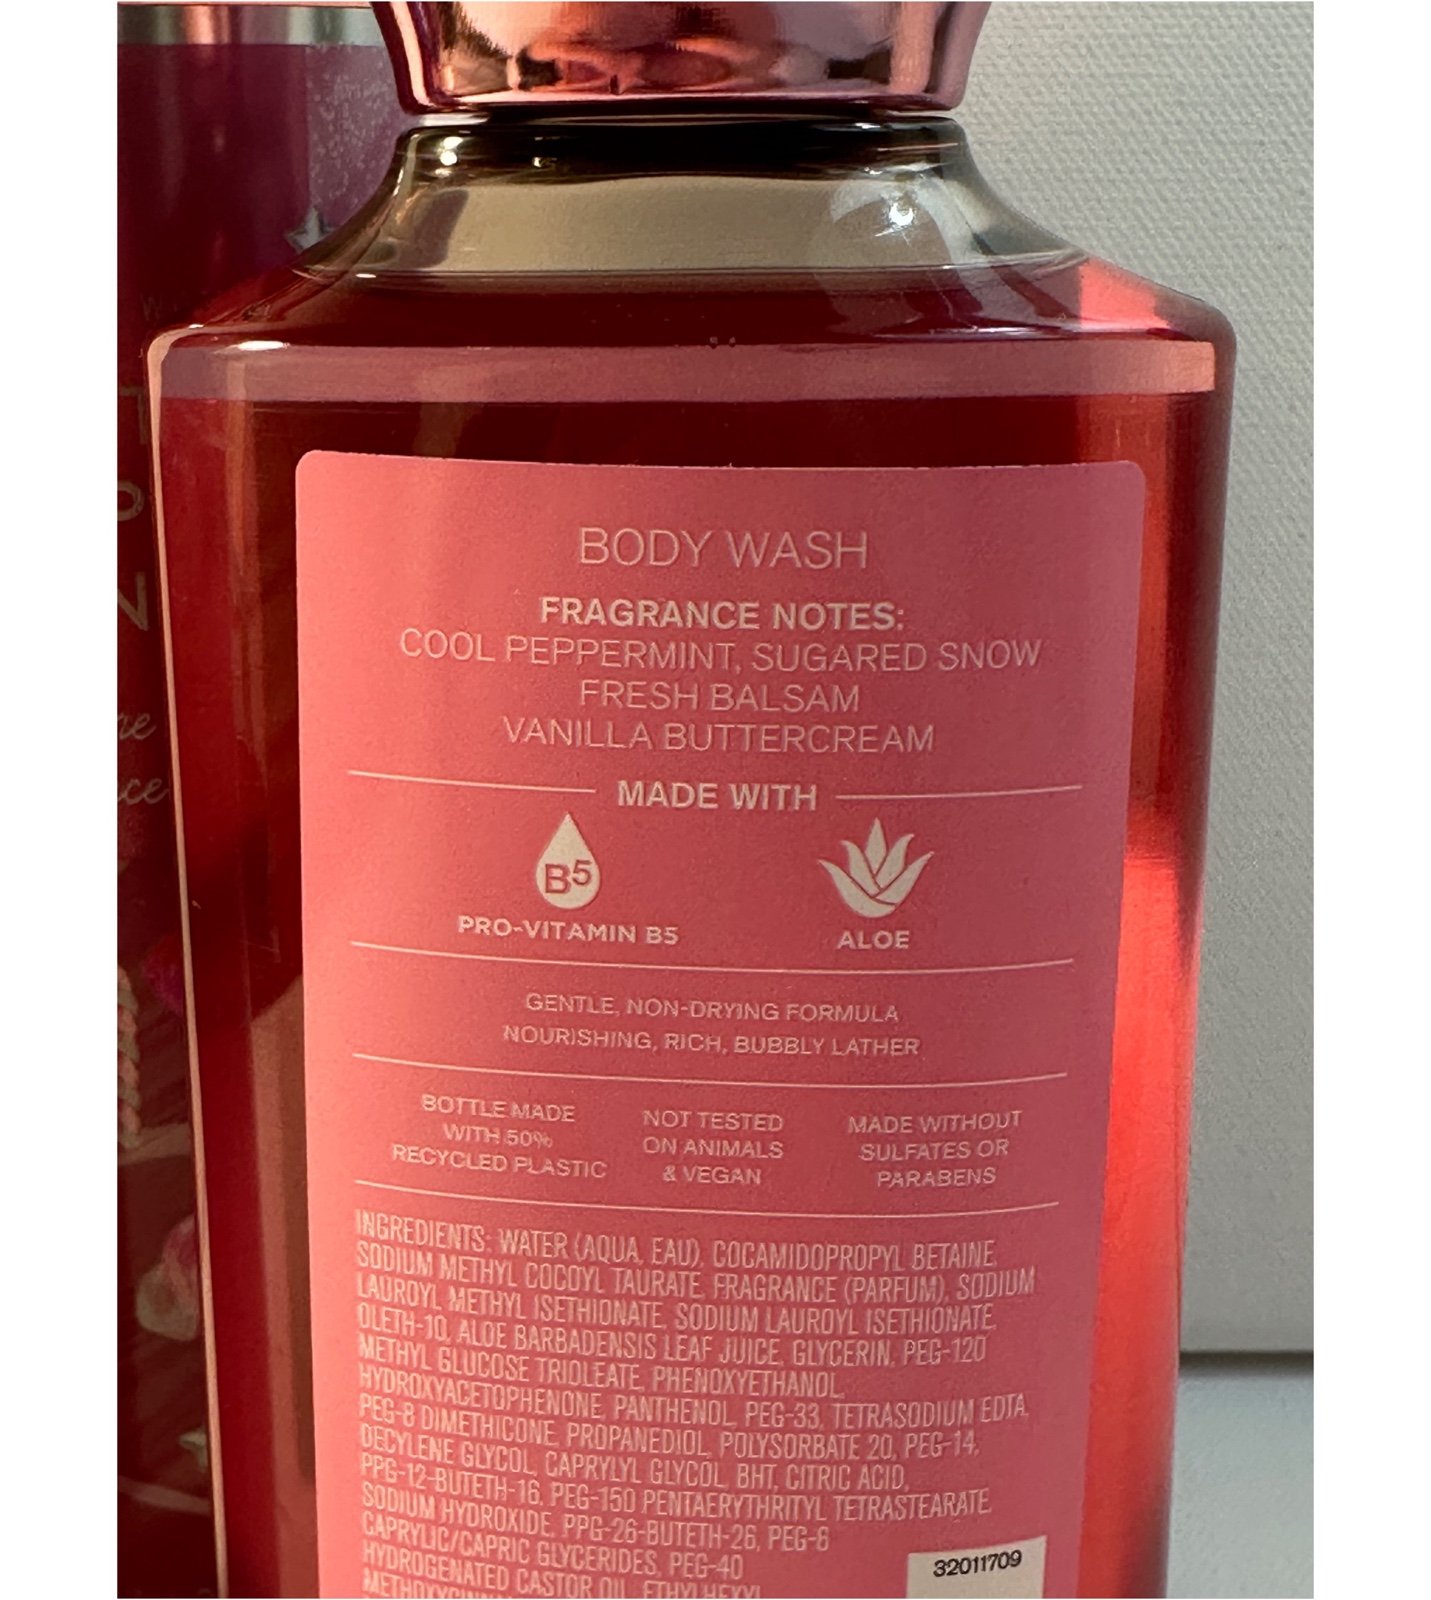 BODY WASH
FRAGRANCE NOTES:
COOL PEPPERMINT, SUGARED SNOW
FRESH BALSAM
VANILLA BUTTERCREAM
MADE WITH
B5
PRO-VITAMIN B5
ALOE
GENTLE, NON-DRYING FORMULA
NOURISHING, RICH, BUBBLY LATHER
BOTTLE MADE
WITH 50%
RECYCLED PLASTIC
NOT TESTED
ON ANIMALS
& VEGAN
MADE WITHOUT
SULFATES OR
PARABENS
INGREDIENTS: WATER (AQUA, EAU), COCAMIDOPROPYL BETAINE,
SODIUM METHYL COCOYL TAURATE, FRAGRANCE (PARFUM), SODIUM
LAUROYL METHYL ISETHIONATE, SODIUM LAUROYL ISETHIONATE,
OLETH-10, ALOE BARBADENSIS LEAF JUICE, GLYCERIN, PEG-120
METHYL GLUCOSE TRIOLEATE, PHENOXYETHANOL,
HYDROXYACETOPHENONE, PANTHENOL, PEG-33, TETRASODIUM EDTA,
PEG-8 DIMETHICONE, PROPANEDIOL, POLYSORBATE 20, PEG-14,
DECYLENE GLYCOL, CAPRYLYL GLYCOL, BHT, CITRIC ACID,
PPG-12-BUTETH-16, PEG-150 PENTAERYTHRITYL TETRASTEARATE,
SODIUM HYDROXIDE, PPG-26-BUTETH-26, PEG-6
CAPRYLIC/CAPRIC GLYCERIDES, PEG-40
HYDROGENATED CASTOR OIL, ETHYLHEXYL
32011709